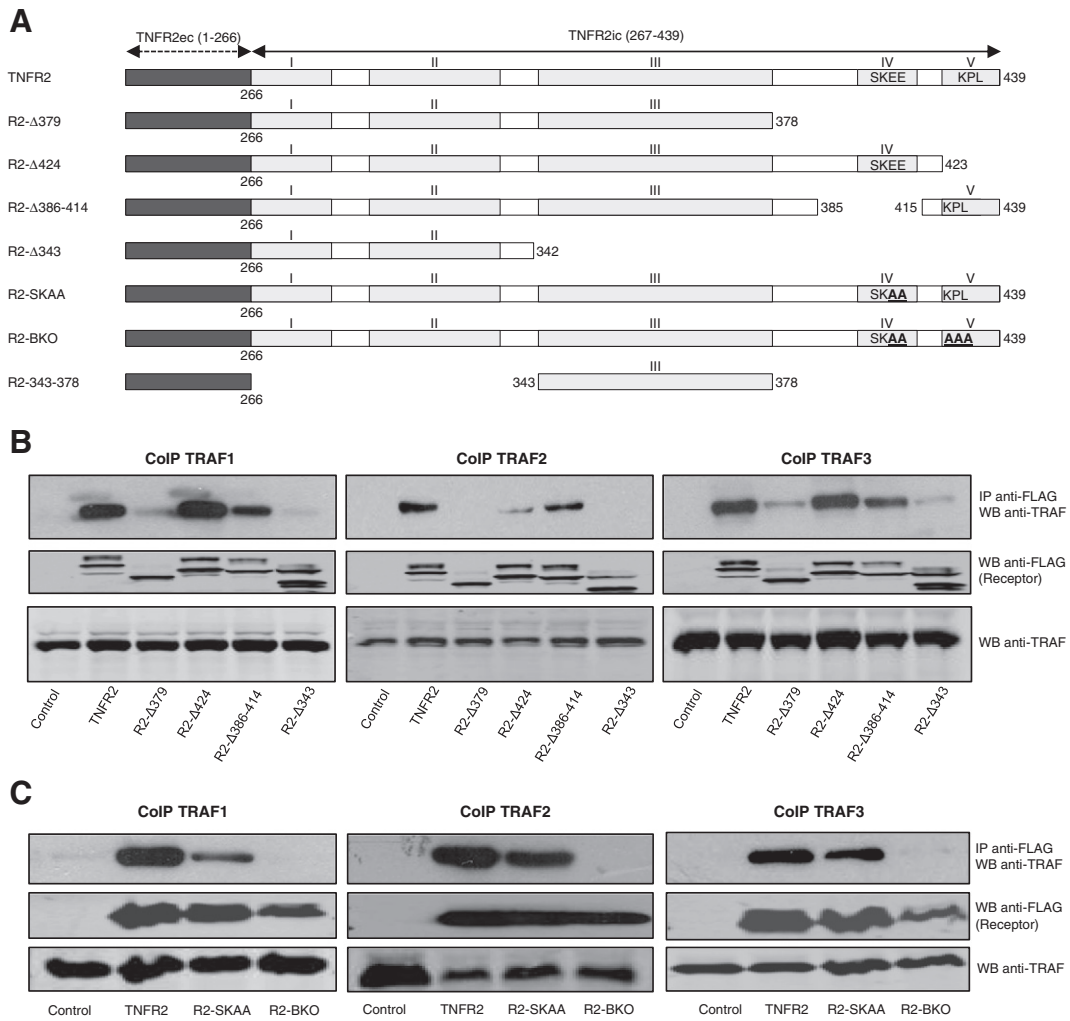 A
TNFR2ec (1-266)
TNFR2ic (267-439)
I II III IV V
TNFR2 SKEE KPL 439
266
I II III
R2-Δ379 378
266
I II III IV
R2-Δ424 SKEE 423
266
I II III V
R2-Δ386-414 385 415 KPL 439
266
I II
R2-Δ343 342
266
I II III IV V
R2-SKAA SKAA KPL 439
266
I II III IV V
R2-BKO SKAA AAA 439
266
III
R2-343-378 343 378
266
B
CoIP TRAF1 CoIP TRAF2 CoIP TRAF3
IP anti-FLAG
WB anti-TRAF
WB anti-FLAG
(Receptor)
WB anti-TRAF
Control TNFR2 R2-Δ379 R2-Δ424 R2-Δ386-414 R2-Δ343
Control TNFR2 R2-Δ379 R2-Δ424 R2-Δ386-414 R2-Δ343
Control TNFR2 R2-Δ379 R2-Δ424 R2-Δ386-414 R2-Δ343
C
CoIP TRAF1 CoIP TRAF2 CoIP TRAF3
IP anti-FLAG
WB anti-TRAF
WB anti-FLAG
(Receptor)
WB anti-TRAF
Control TNFR2 R2-SKAA R2-BKO Control TNFR2 R2-SKAA R2-BKO Control TNFR2 R2-SKAA R2-BKO